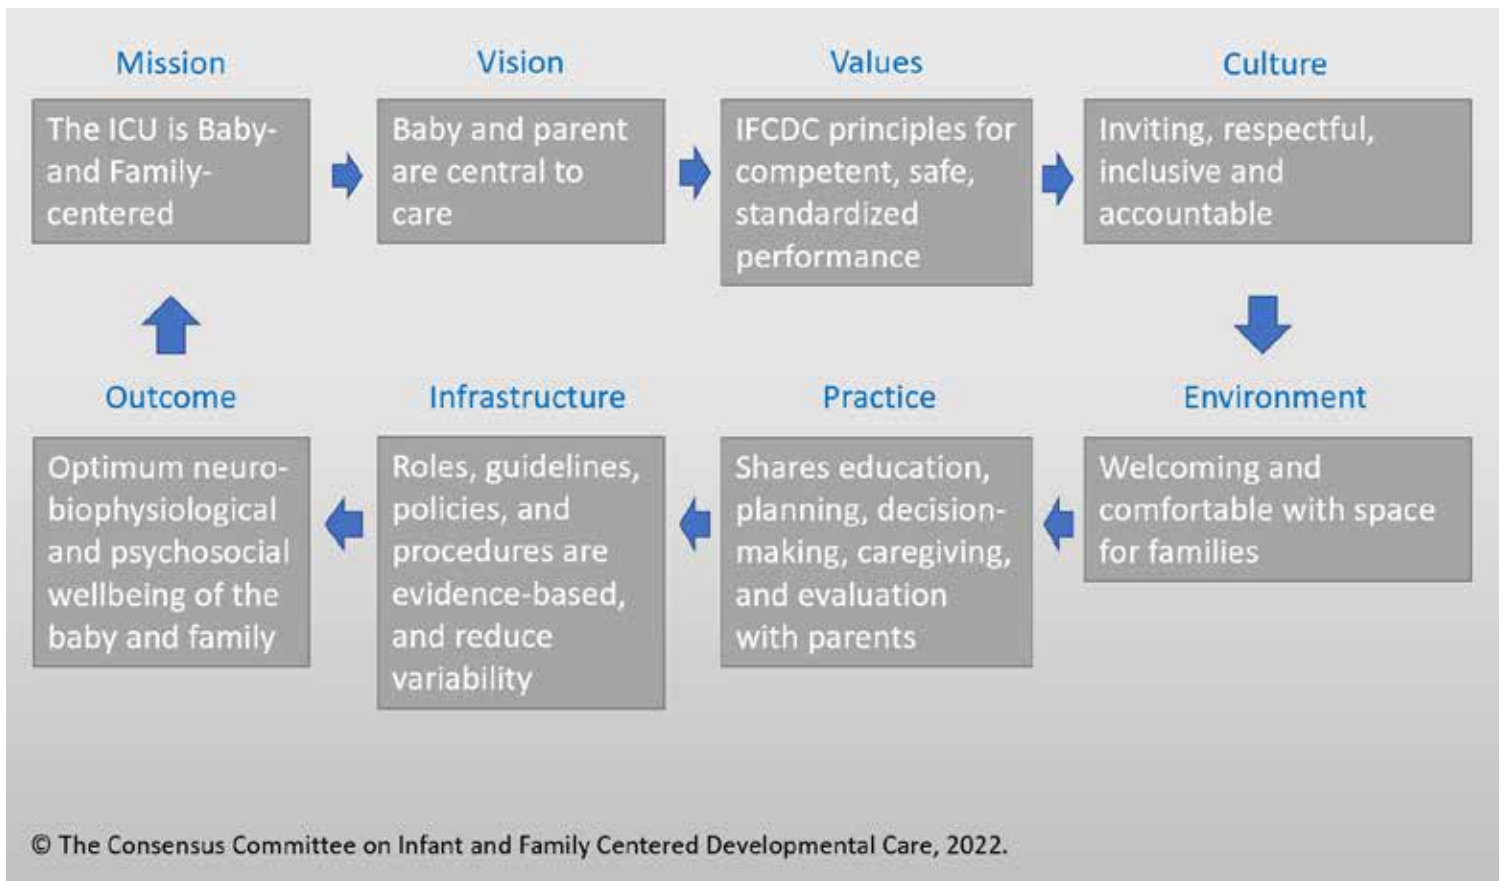 Mission
The ICU is Baby-
and Family-
centered
Vision
Baby and parent
are central to
care
Values
IFCDC principles for
competent, safe,
standardized
performance
Culture
Inviting, respectful,
inclusive and
accountable
Environment
Welcoming and
comfortable with space
for families
Practice
Shares education,
planning, decision-
making, caregiving,
and evaluation
with parents
Infrastructure
Roles, guidelines,
policies, and
procedures are
evidence-based,
and reduce
variability
Outcome
Optimum neuro-
biophysiological
and psychosocial
wellbeing of the
baby and family
© The Consensus Committee on Infant and Family Centered Developmental Care, 2022.